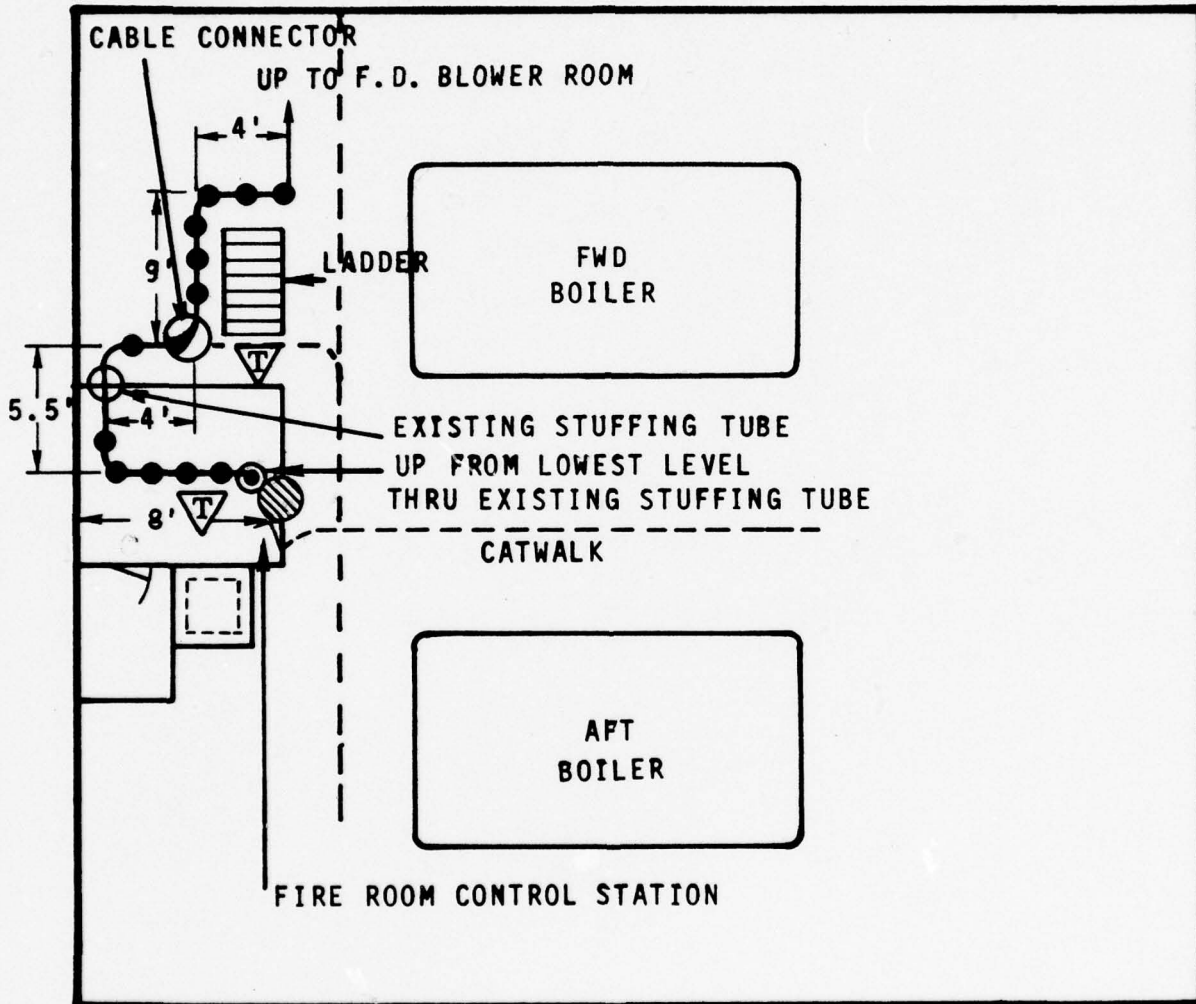 CABLE CONNECTOR
UP TO F.D. BLOWER ROOM
4'
9'
LADDER
FWD
BOILER
T
5.5'
4'
EXISTING STUFFING TUBE
UP FROM LOWEST LEVEL
THRU EXISTING STUFFING TUBE
T
8'
CATWALK
AFT
BOILER
FIRE ROOM CONTROL STATION